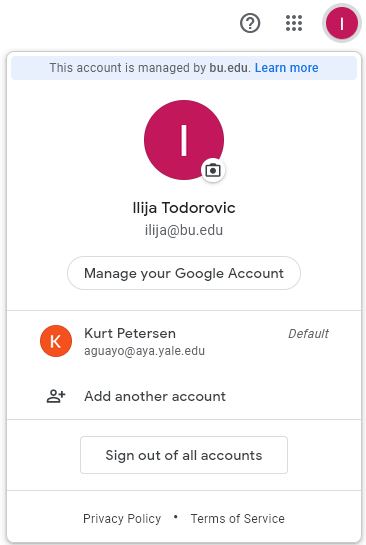 I
This account is managed by bu.edu. Learn more
I
Ilija Todorovic
ilija@bu.edu
Manage your Google Account
K
Kurt Petersen Default
aguayo@aya.yale.edu
Add another account
Sign out of all accounts
Privacy Policy • Terms of Service